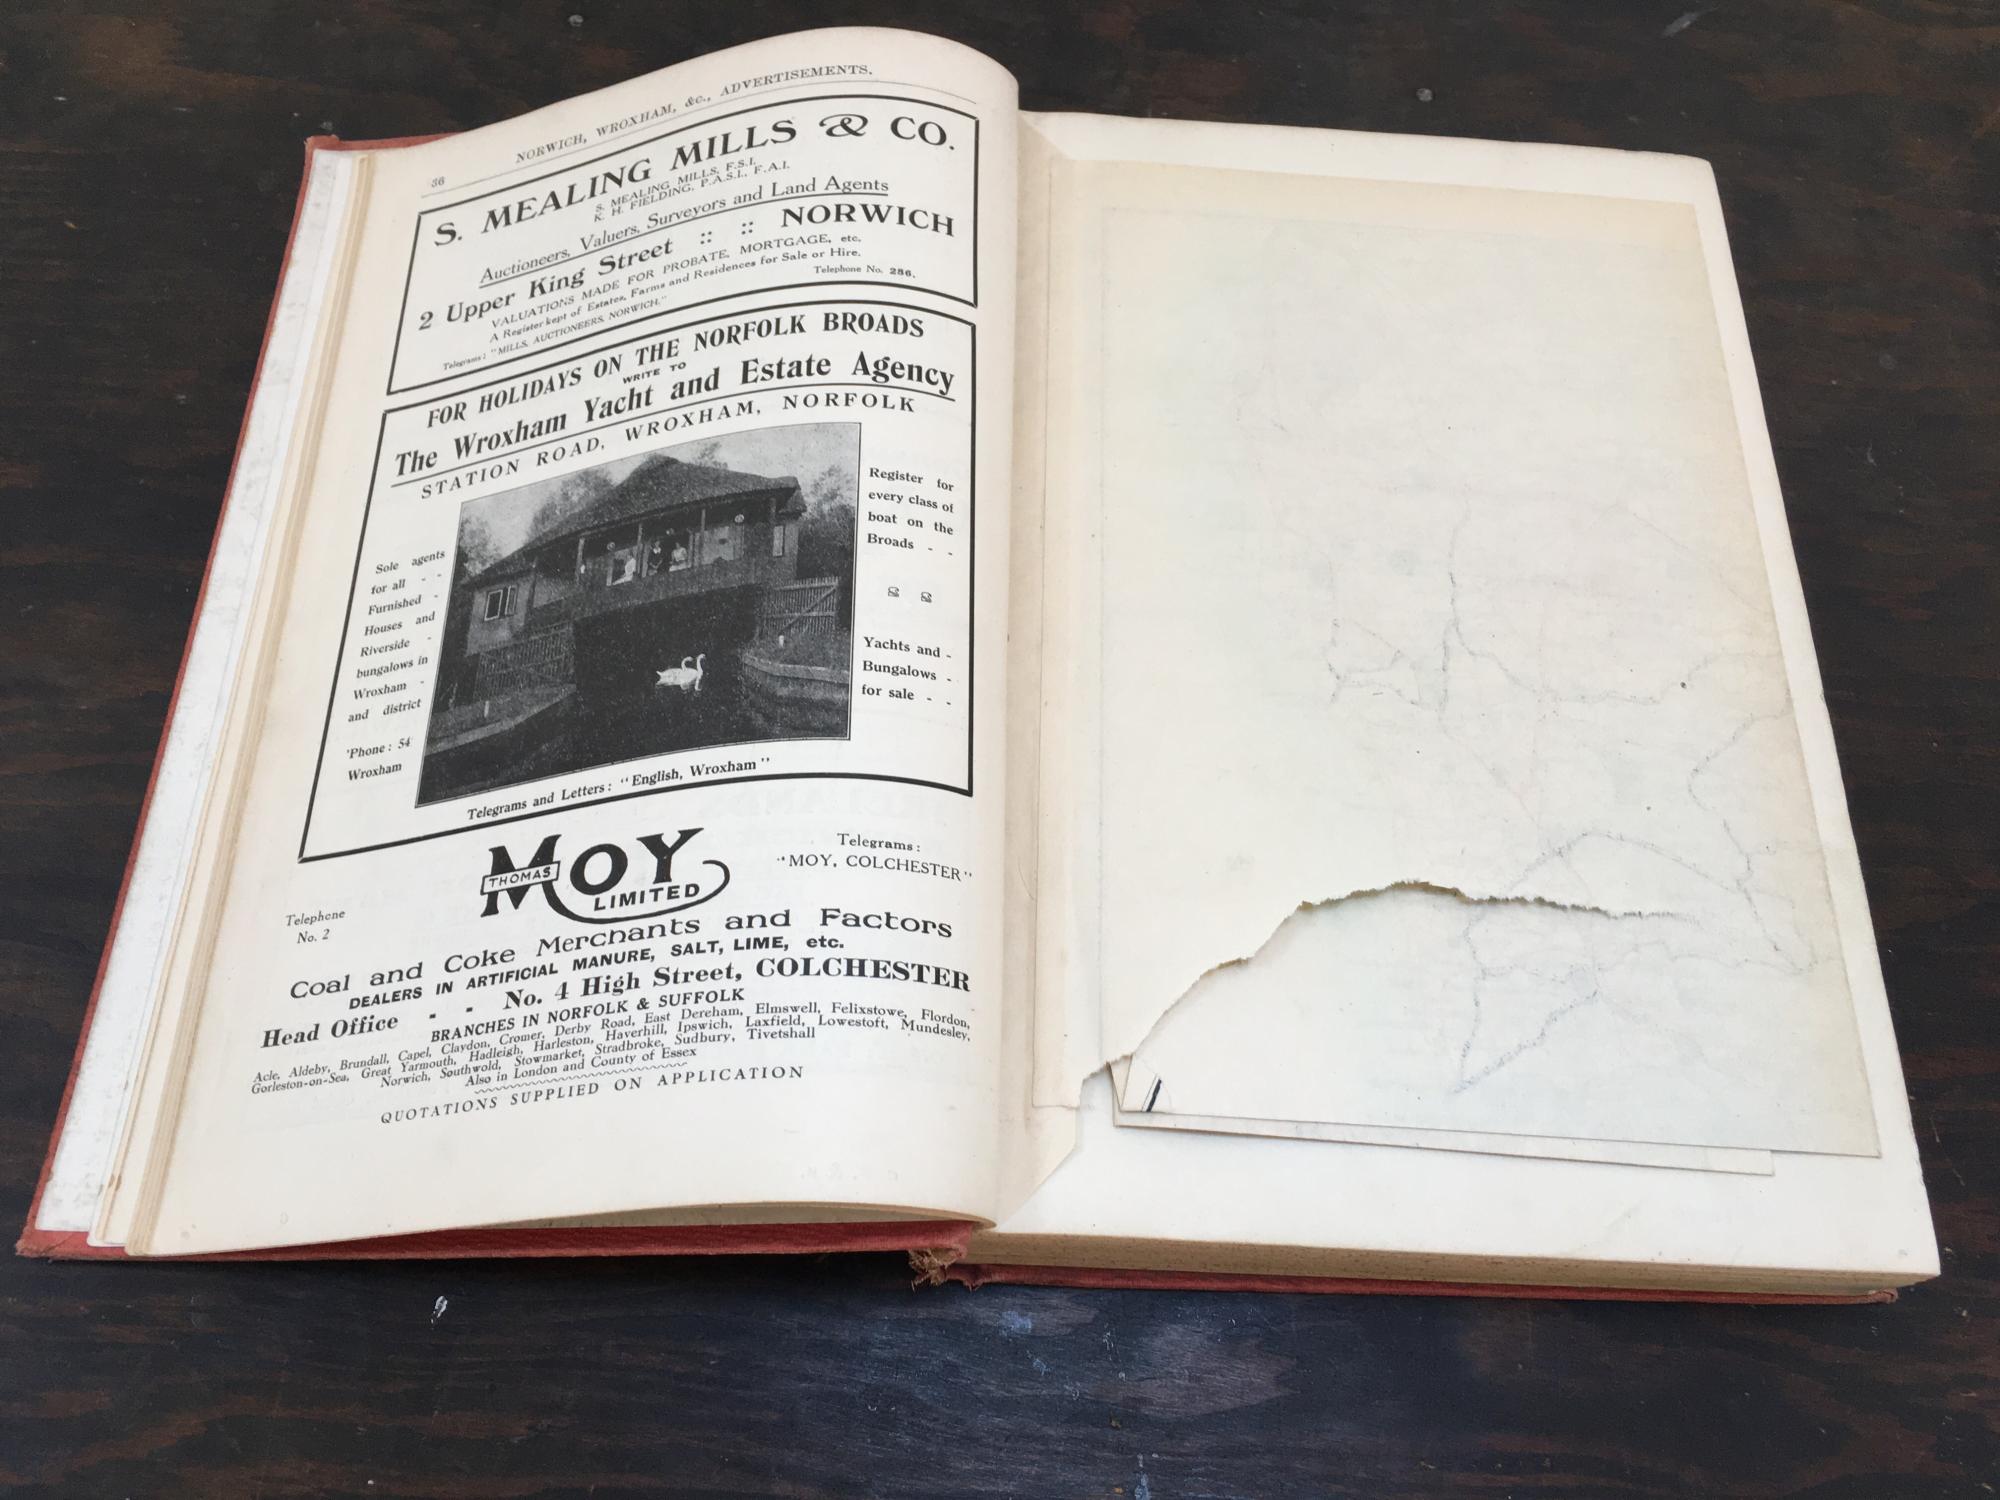 36
NORWICH, WROXHAM, &c., ADVERTISEMENTS.
S. MEALING MILLS & CO.
S. MEALING MILLS, F.S.I.
K. H. FIELDING, P.A.S.I., F.A.I.
Auctioneers, Valuers, Surveyors and Land Agents
2 Upper King Street :: :: NORWICH
VALUATIONS MADE FOR PROBATE, MORTGAGE, etc.
A Register kept of Estates, Farms and Residences for Sale or Hire.
Telegrams: "MILLS, AUCTIONEERS, NORWICH."
Telephone No. 286.
FOR HOLIDAYS ON THE NORFOLK BROADS
WRITE TO
The Wroxham Yacht and Estate Agency
STATION ROAD, WROXHAM, NORFOLK
Sole agents
for all - -
Furnished -
Houses and
Riverside -
bungalows in
Wroxham -
and district
'Phone: 54
Wroxham
Register for
every class of
boat on the
Broads - -
Yachts and -
Bungalows -
for sale - -
Telegrams and Letters: "English, Wroxham"
THOMAS MOY LIMITED
Telegrams:
"MOY, COLCHESTER"
Telephone
No. 2
Coal and Coke Merchants and Factors
DEALERS IN ARTIFICIAL MANURE, SALT, LIME, etc.
Head Office - - No. 4 High Street, COLCHESTER
BRANCHES IN NORFOLK & SUFFOLK
Acle, Aldeby, Brundall, Capel, Claydon, Cromer, Derby Road, East Dereham, Elmswell, Felixstowe, Flordon,
Gorleston-on-Sea, Great Yarmouth, Hadleigh, Harleston, Haverhill, Ipswich, Laxfield, Lowestoft, Mundesley,
Norwich, Southwold, Stowmarket, Stradbroke, Sudbury, Tivetshall
Also in London and County of Essex
QUOTATIONS SUPPLIED ON APPLICATION